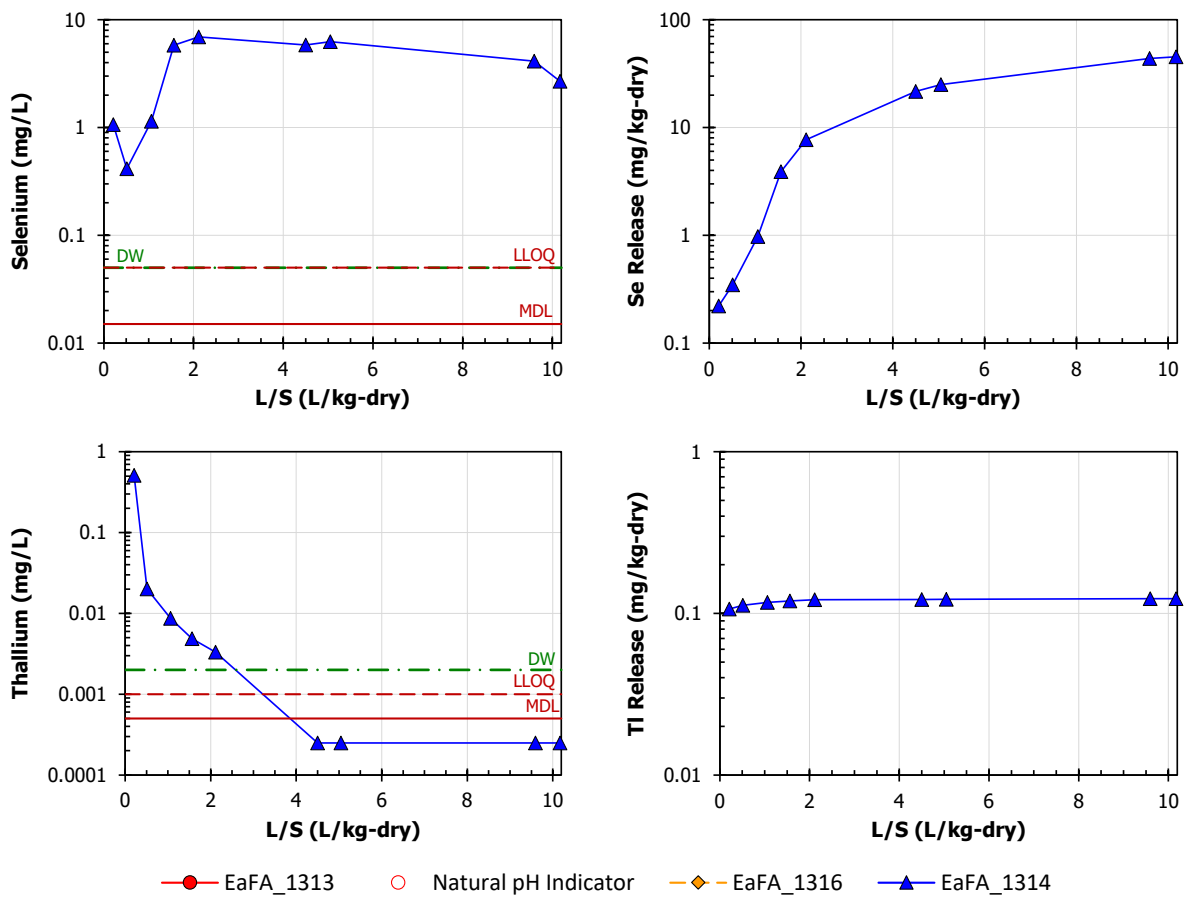 10
1
0.1
0.01
Selenium (mg/L)
DW
LLOQ
MDL
0 2 4 6 8 10
L/S (L/kg-dry)
100
10
1
0.1
Se Release (mg/kg-dry)
0 2 4 6 8 10
L/S (L/kg-dry)
1
0.1
0.01
0.001
0.0001
Thallium (mg/L)
DW
LLOQ
MDL
0 2 4 6 8 10
L/S (L/kg-dry)
1
0.1
0.01
Tl Release (mg/kg-dry)
0 2 4 6 8 10
L/S (L/kg-dry)
EaFA_1313 Natural pH Indicator EaFA_1316 EaFA_1314